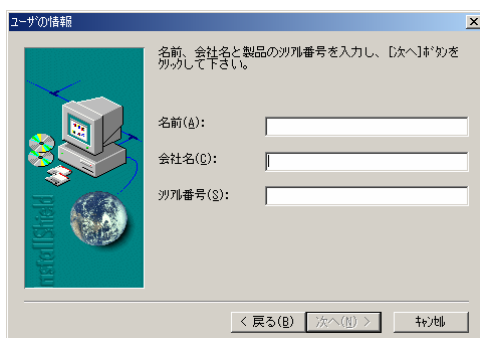 ユーザの情報
名前、会社名と製品のｼﾘｱﾙ番号を入力し、[次へ]ﾎﾞﾀﾝを
ｸﾘｯｸして下さい。
名前(A):
会社名(C):
ｼﾘｱﾙ番号(S):
InstallShield
< 戻る(B)
次へ(N) >
ｷｬﾝｾﾙ